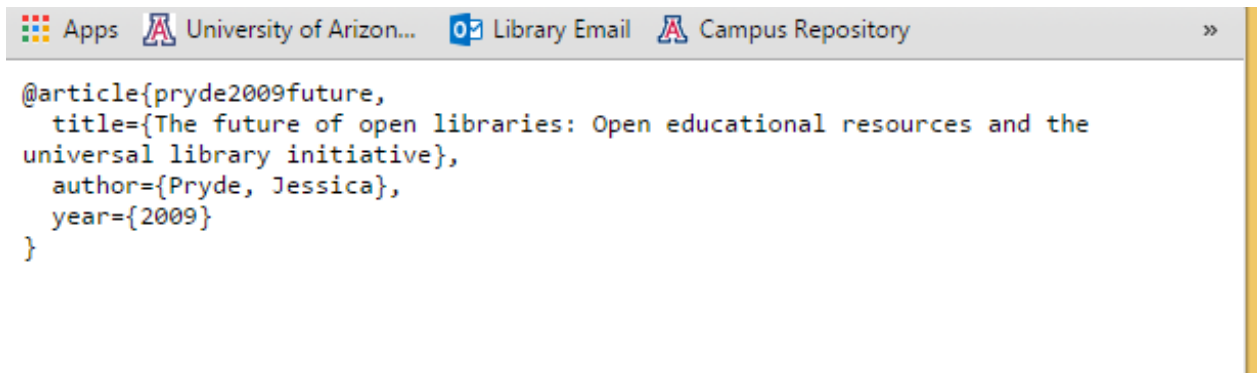 Apps University of Arizon... Library Email Campus Repository »
@article{pryde2009future,
  title={The future of open libraries: Open educational resources and the
universal library initiative},
  author={Pryde, Jessica},
  year={2009}
}